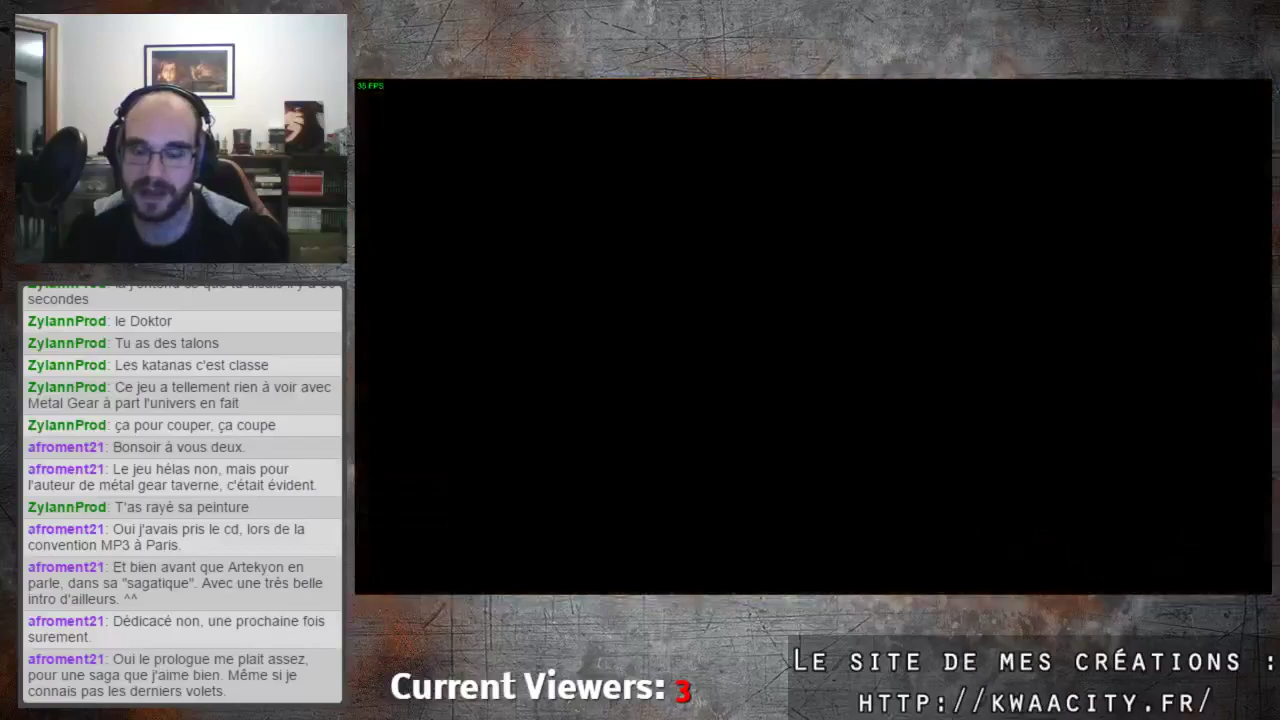 35 FPS
secondes
ZylannProd: le Doktor
ZylannProd: Tu as des talons
ZylannProd: Les katanas c'est classe
ZylannProd: Ce jeu a tellement rien à voir avec
Metal Gear à part l'univers en fait
ZylannProd: ça pour couper, ça coupe
afroment21: Bonsoir à vous deux.
afroment21: Le jeu hélas non, mais pour
l'auteur de métal gear taverne, c'était évident.
ZylannProd: T'as rayé sa peinture
afroment21: Oui j'avais pris le cd, lors de la
convention MP3 à Paris.
afroment21: Et bien avant que Artekyon en
parle, dans sa "sagatique". Avec une très belle
intro d'ailleurs. ^^
afroment21: Dédicacé non, une prochaine fois
surement.
afroment21: Oui le prologue me plait assez,
pour une saga que j'aime bien. Même si je
connais pas les derniers volets.
Current Viewers: 3
LE SITE DE MES CRÉATIONS :
HTTP://KWAACITY.FR/